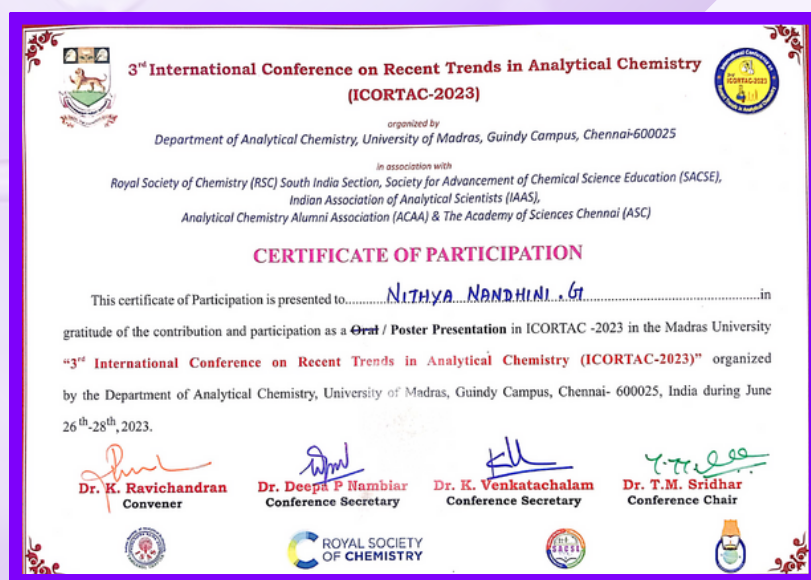 3rd International Conference on Recent Trends in Analytical Chemistry
(ICORTAC-2023)
organized by
Department of Analytical Chemistry, University of Madras, Guindy Campus, Chennai-600025
in association with
Royal Society of Chemistry (RSC) South India Section, Society for Advancement of Chemical Science Education (SACSE),
Indian Association of Analytical Scientists (IAAS),
Analytical Chemistry Alumni Association (ACAA) & The Academy of Sciences Chennai (ASC)
CERTIFICATE OF PARTICIPATION
This certificate of Participation is presented to NITHYA NANDHINI . G in
gratitude of the contribution and participation as a Oral / Poster Presentation in ICORTAC -2023 in the Madras University
“3rd International Conference on Recent Trends in Analytical Chemistry (ICORTAC-2023)” organized
by the Department of Analytical Chemistry, University of Madras, Guindy Campus, Chennai- 600025, India during June
26th-28th, 2023.
Dr. K. Ravichandran
Convener
Dr. Deepa P Nambiar
Conference Secretary
Dr. K. Venkatachalam
Conference Secretary
Dr. T.M. Sridhar
Conference Chair
ROYAL SOCIETY
OF CHEMISTRY
SACSE